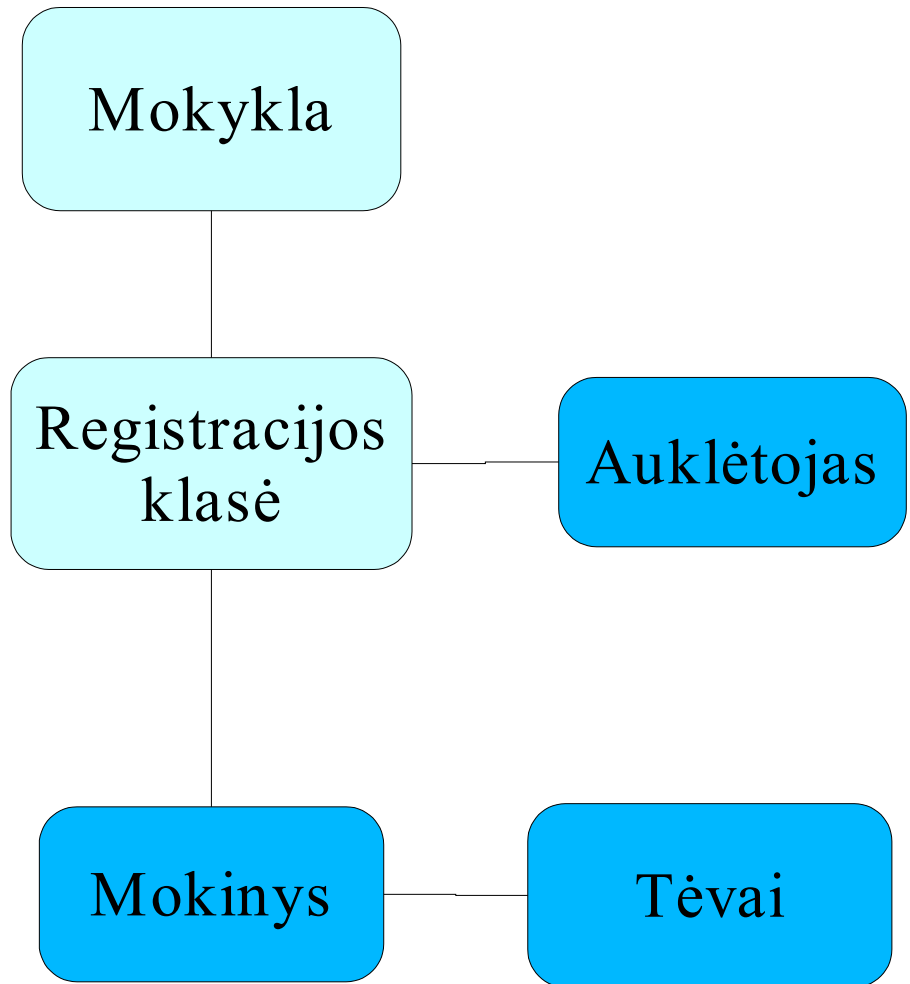 Mokykla
Registracijos
klasė
Auklėtojas
Mokinys
Tėvai